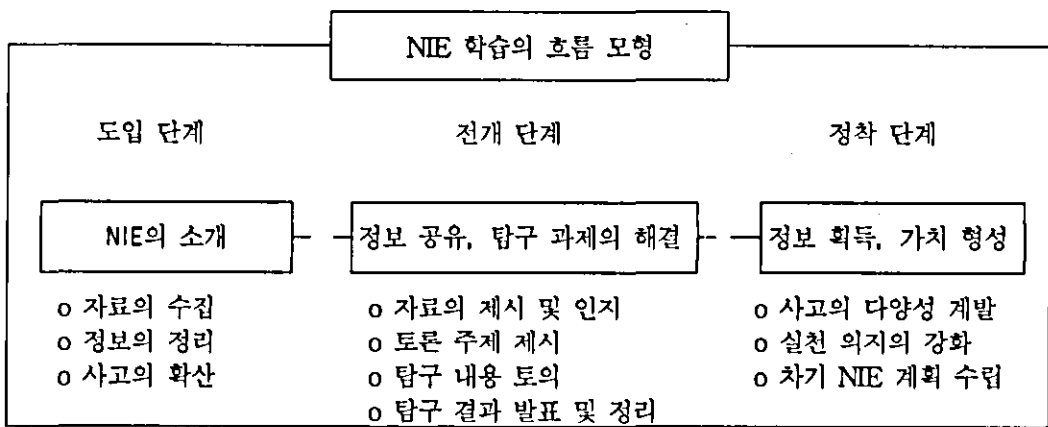 NIE 학습의 흐름 모형
도입 단계 전개 단계 정착 단계
NIE의 소개 정보 공유, 탐구 과제의 해결 정보 획득, 가치 형성
o 자료의 수집
o 정보의 정리
o 사고의 확산
o 자료의 제시 및 인지
o 토론 주제 제시
o 탐구 내용 토의
o 탐구 결과 발표 및 정리
o 사고의 다양성 계발
o 실천 의지의 강화
o 차기 NIE 계획 수립